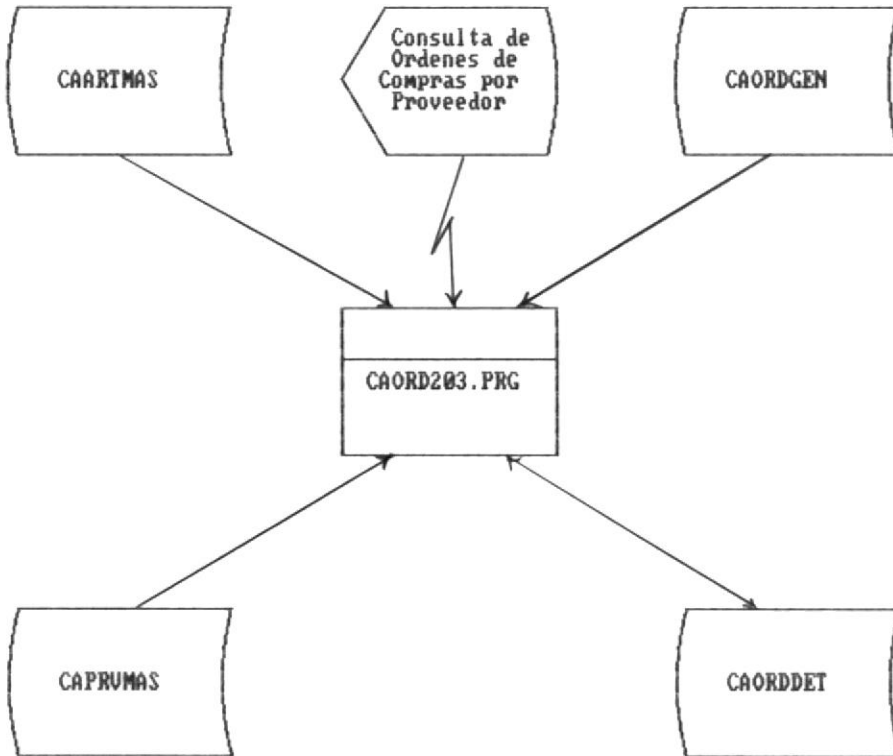 CAARTMAS
Consulta de
Ordenes de
Compras por
Proveedor
CAORDGEN
CAORD203.PRG
CAPRVMAS
CAORDDET